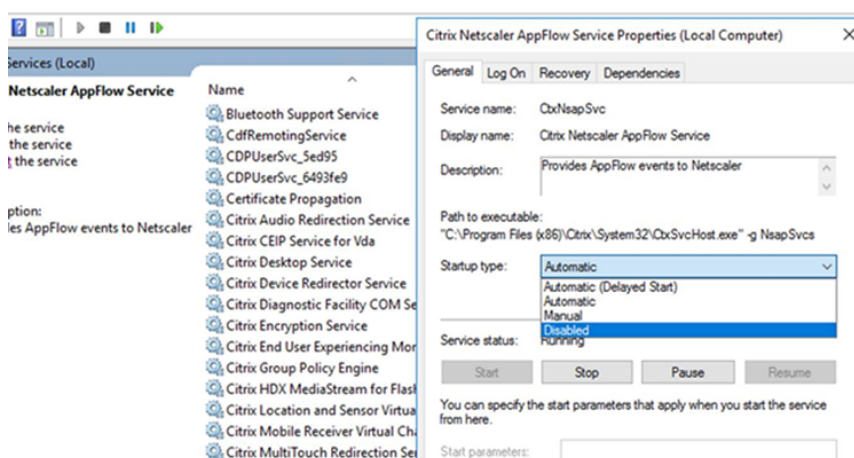 Services (Local)
Netscaler AppFlow Service
he service
the service
t the service
ption:
les AppFlow events to Netscaler
Name
Bluetooth Support Service
CdfRemotingService
CDPUserSvc_5ed95
CDPUserSvc_6493fe9
Certificate Propagation
Citrix Audio Redirection Service
Citrix CEIP Service for Vda
Citrix Desktop Service
Citrix Device Redirector Service
Citrix Diagnostic Facility COM Se
Citrix Encryption Service
Citrix End User Experiencing Mor
Citrix Group Policy Engine
Citrix HDX MediaStream for Flash
Citrix Location and Sensor Virtua
Citrix Mobile Receiver Virtual Cha
Citrix MultiTouch Redirection Ser
Citrix Netscaler AppFlow Service Properties (Local Computer)
General Log On Recovery Dependencies
Service name: CtxNsapSvc
Display name: Citrix Netscaler AppFlow Service
Description: Provides AppFlow events to Netscaler
Path to executable:
"C:\Program Files (x86)\Citrix\System32\CtxSvcHost.exe" -g NsapSvcs
Startup type: Automatic
Automatic (Delayed Start)
Automatic
Manual
Disabled
Service status: Running
Start Stop Pause Resume
You can specify the start parameters that apply when you start the service
from here.
Start parameters: